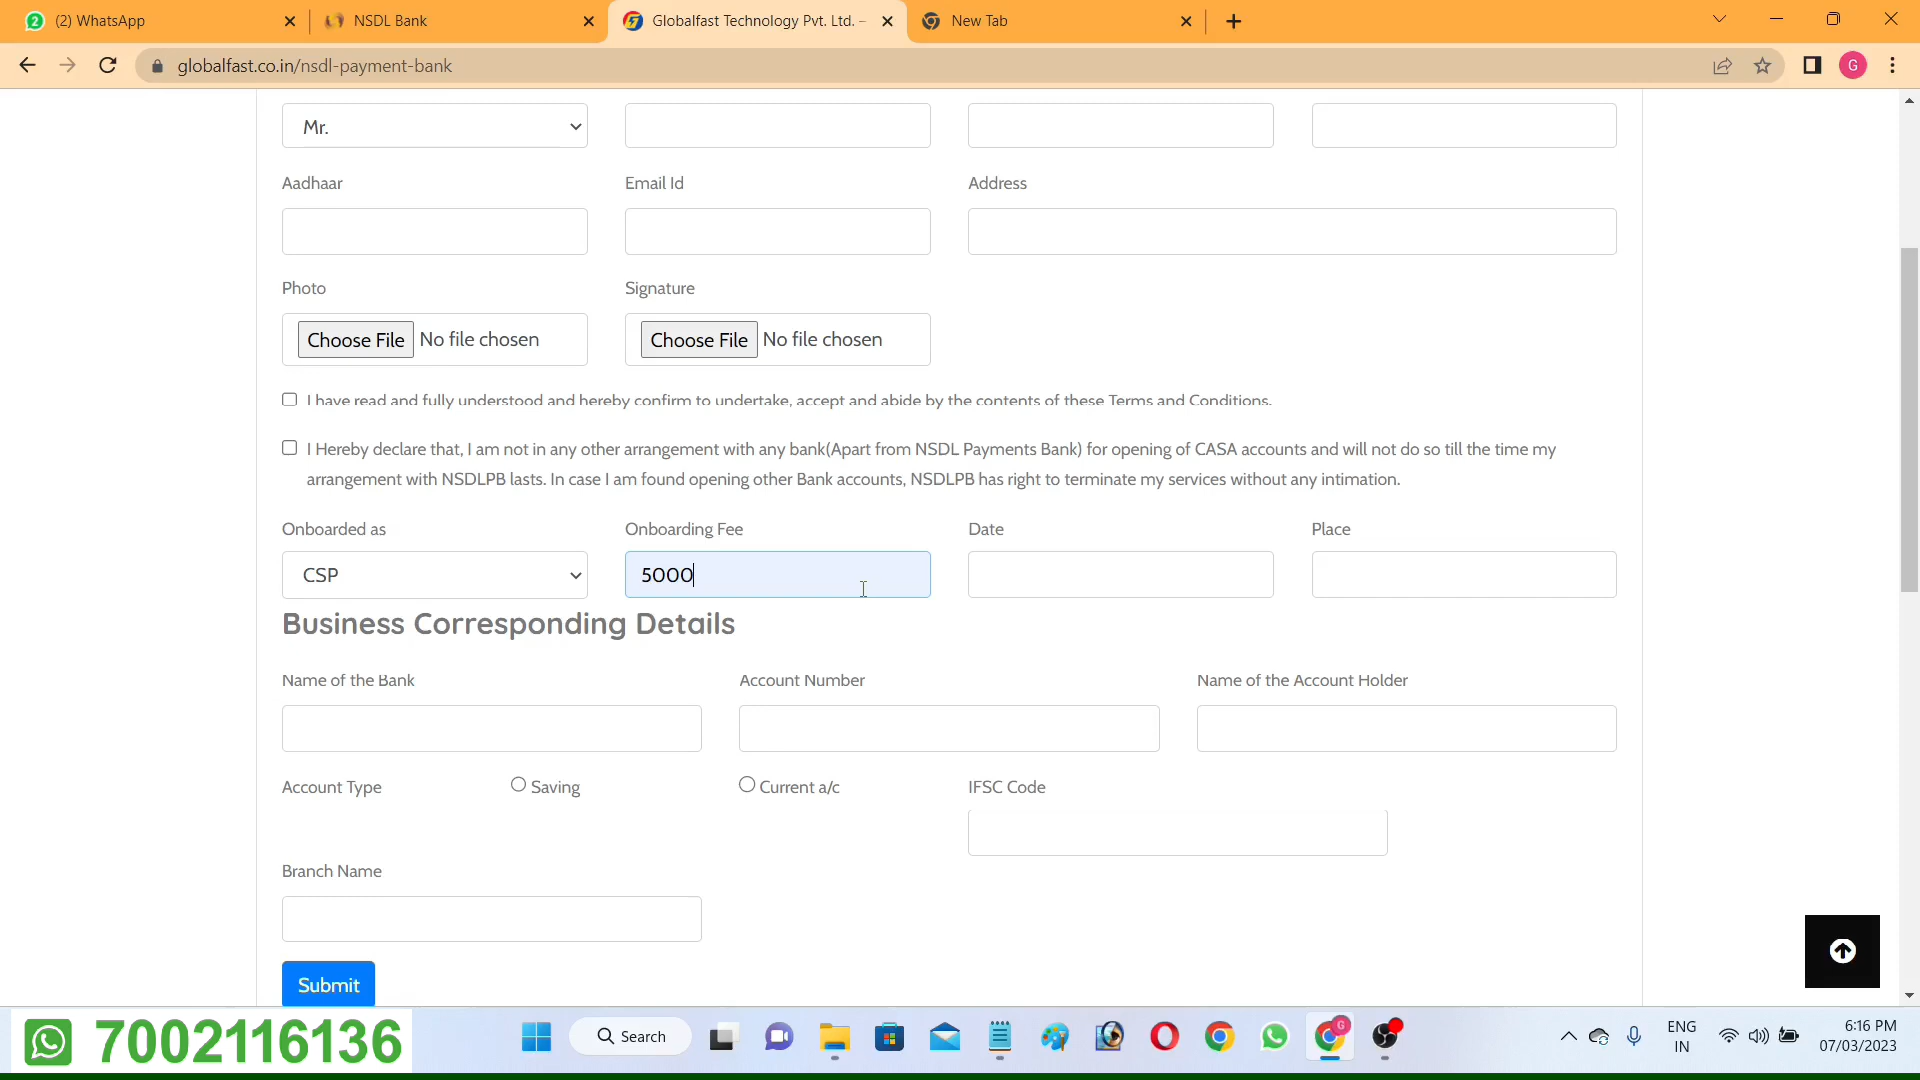 (2) WhatsApp
NSDL Bank
Globalfast Technology Pvt. Ltd. –
New Tab
globalfast.co.in/nsdl-payment-bank
G
Mr.
Aadhaar
Email Id
Address
Photo
Signature
Choose File No file chosen
Choose File No file chosen
I have read and fully understood and hereby confirm to undertake, accept and abide by the contents of these Terms and Conditions.
I Hereby declare that, I am not in any other arrangement with any bank(Apart from NSDL Payments Bank) for opening of CASA accounts and will not do so till the time my
arrangement with NSDLPB lasts. In case I am found opening other Bank accounts, NSDLPB has right to terminate my services without any intimation.
Onboarded as
Onboarding Fee
Date
Place
CSP
5000
Business Corresponding Details
Name of the Bank
Account Number
Name of the Account Holder
Account Type
Saving
Current a/c
IFSC Code
Branch Name
Submit
7002116136
Search
ENG
IN
6:16 PM
07/03/2023